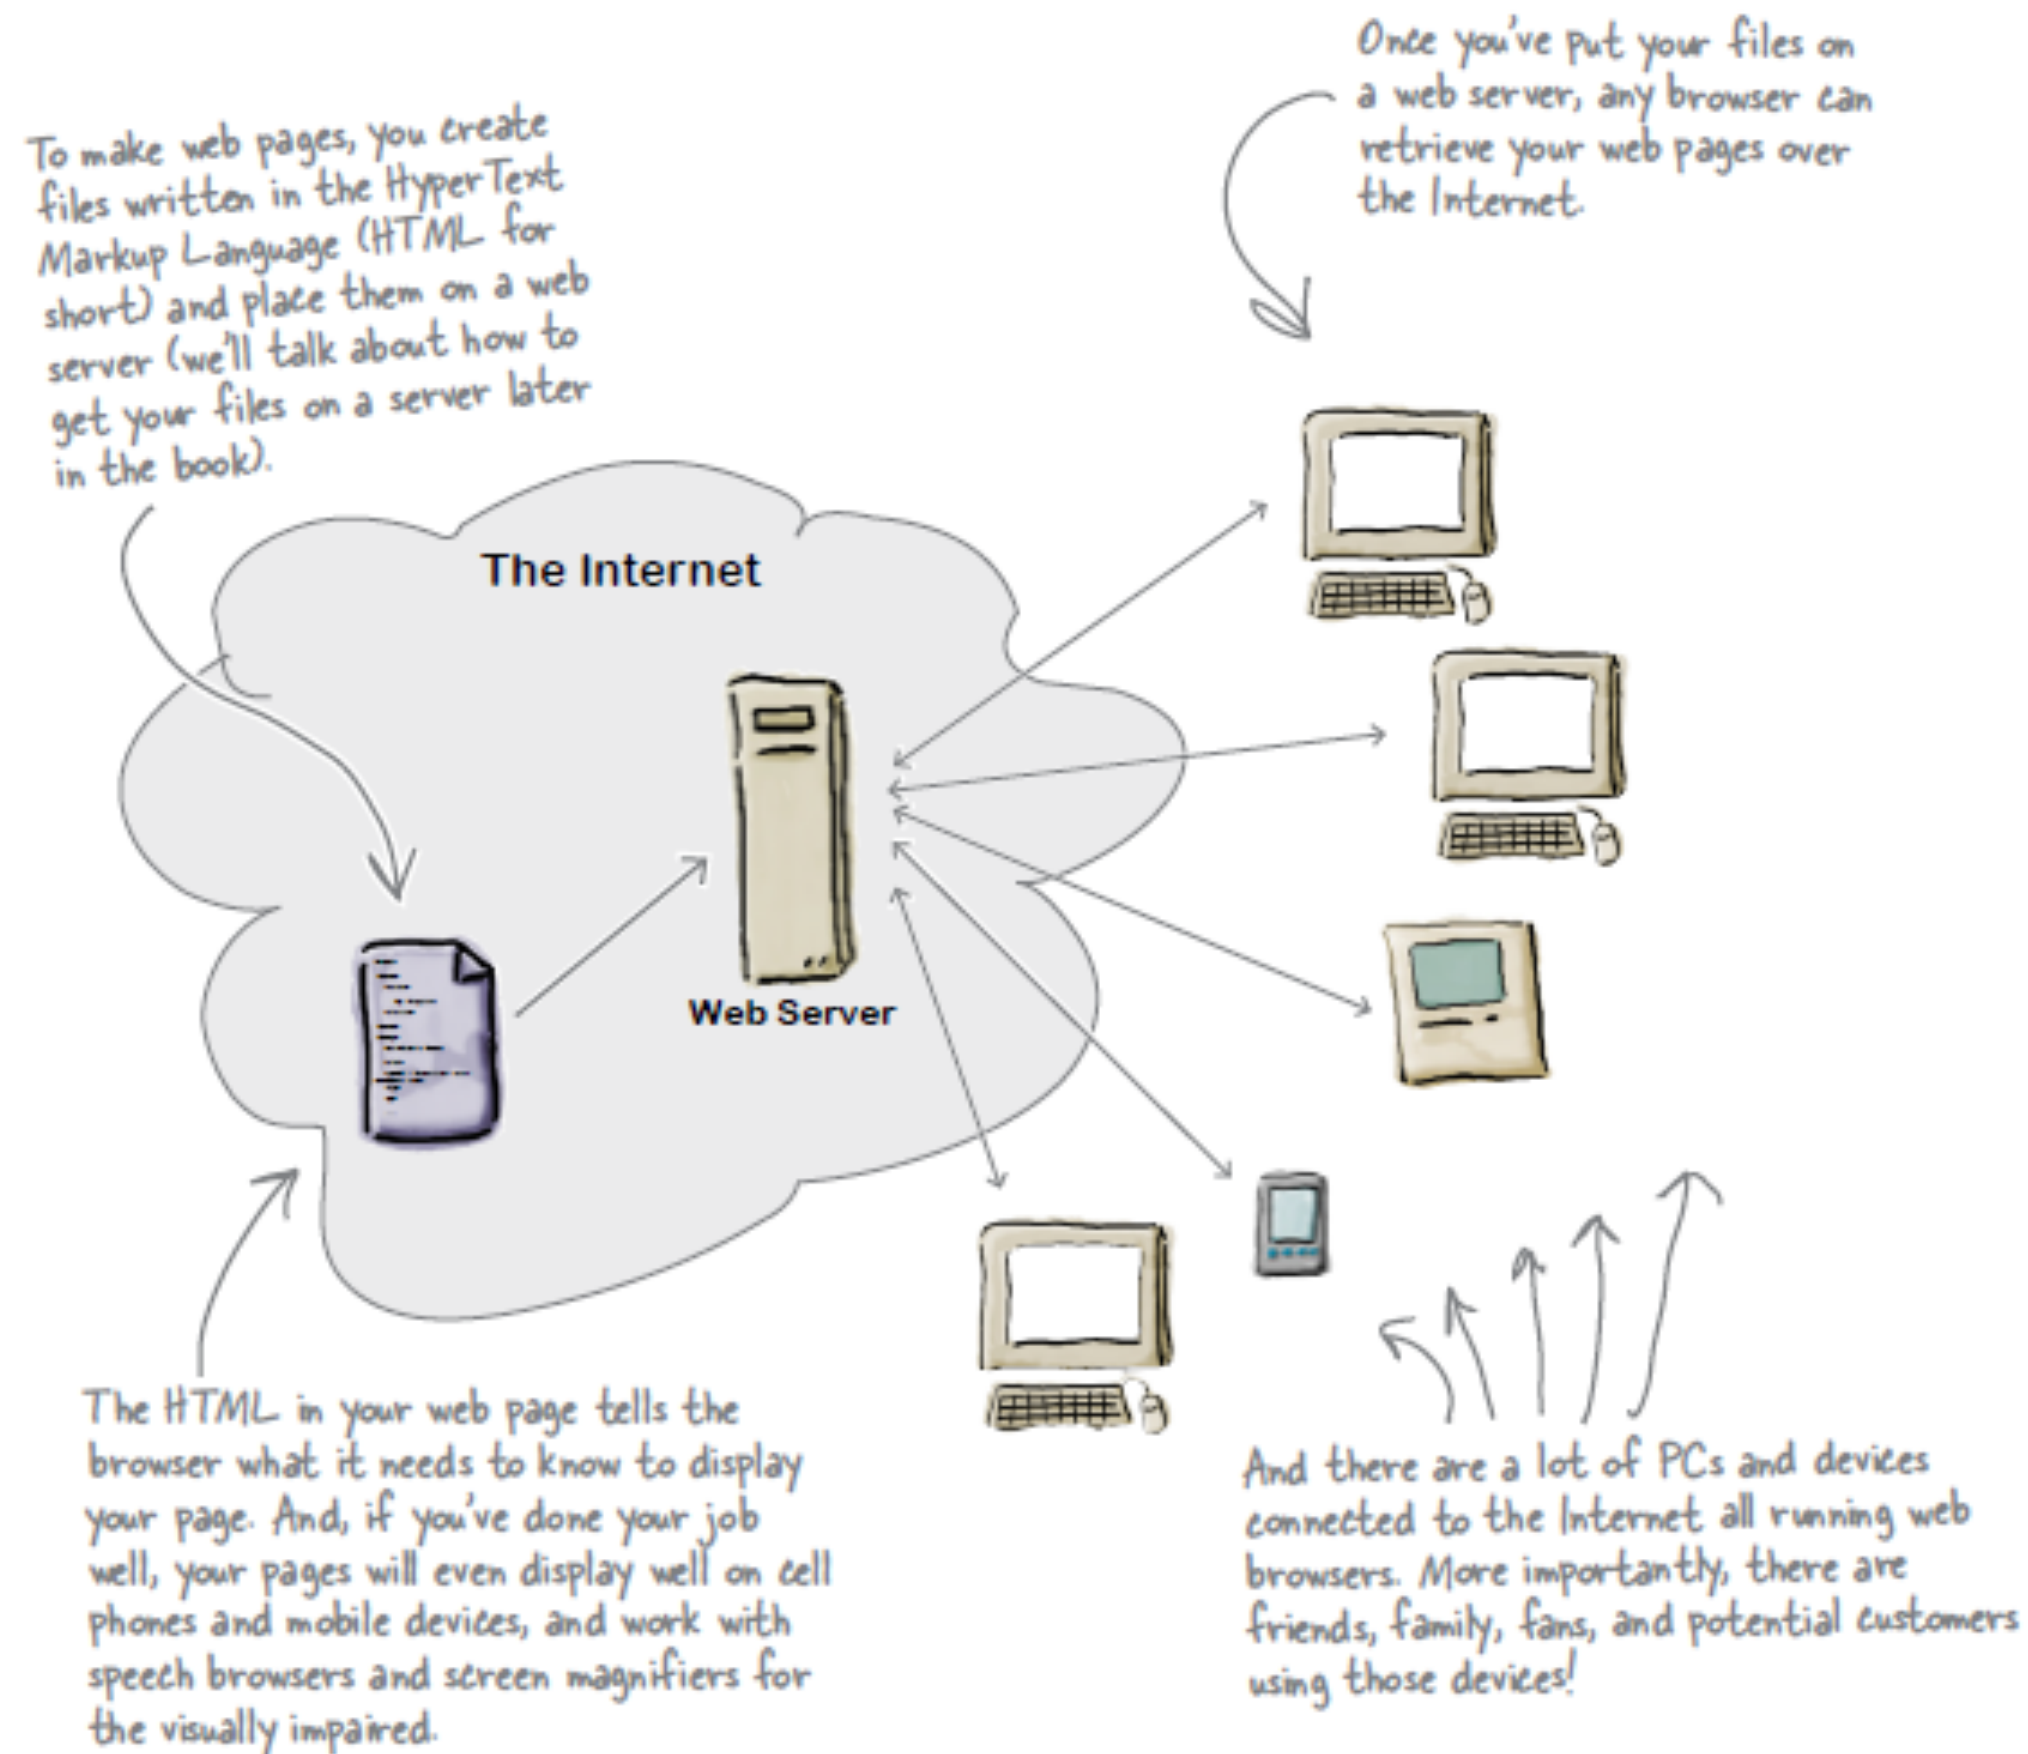 Once you've put your files on
a web server, any browser can
retrieve your web pages over
the Internet.
To make web pages, you create
files written in the HyperText
Markup Language (HTML for
short) and place them on a web
server (we'll talk about how to
get your files on a server later
in the book).
The Internet
Web Server
The HTML in your web page tells the
browser what it needs to know to display
your page. And, if you've done your job
well, your pages will even display well on cell
phones and mobile devices, and work with
speech browsers and screen magnifiers for
the visually impaired.
And there are a lot of PCs and devices
connected to the Internet all running web
browsers. More importantly, there are
friends, family, fans, and potential customers
using those devices!